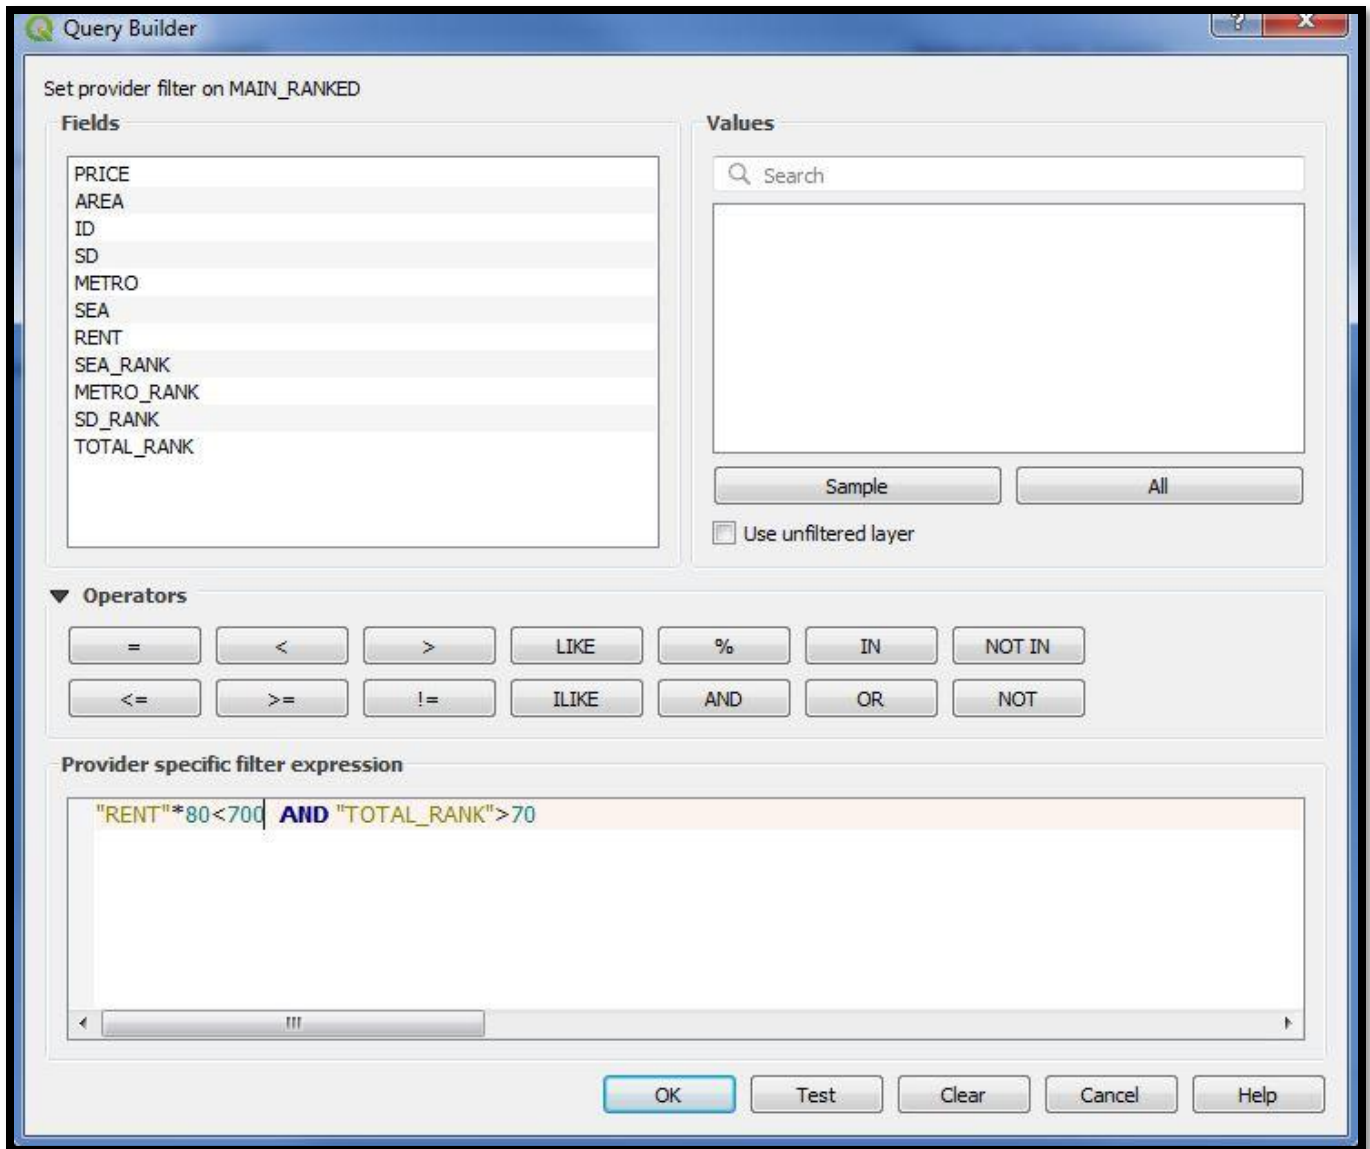 Query Builder
?
X
Set provider filter on MAIN_RANKED
Fields
PRICE
AREA
ID
SD
METRO
SEA
RENT
SEA_RANK
METRO_RANK
SD_RANK
TOTAL_RANK
Values
Search
Sample
All
Use unfiltered layer
Operators
= < > LIKE % IN NOT IN
<= >= != ILIKE AND OR NOT
Provider specific filter expression
"RENT"*80<700 AND "TOTAL_RANK">70
OK Test Clear Cancel Help